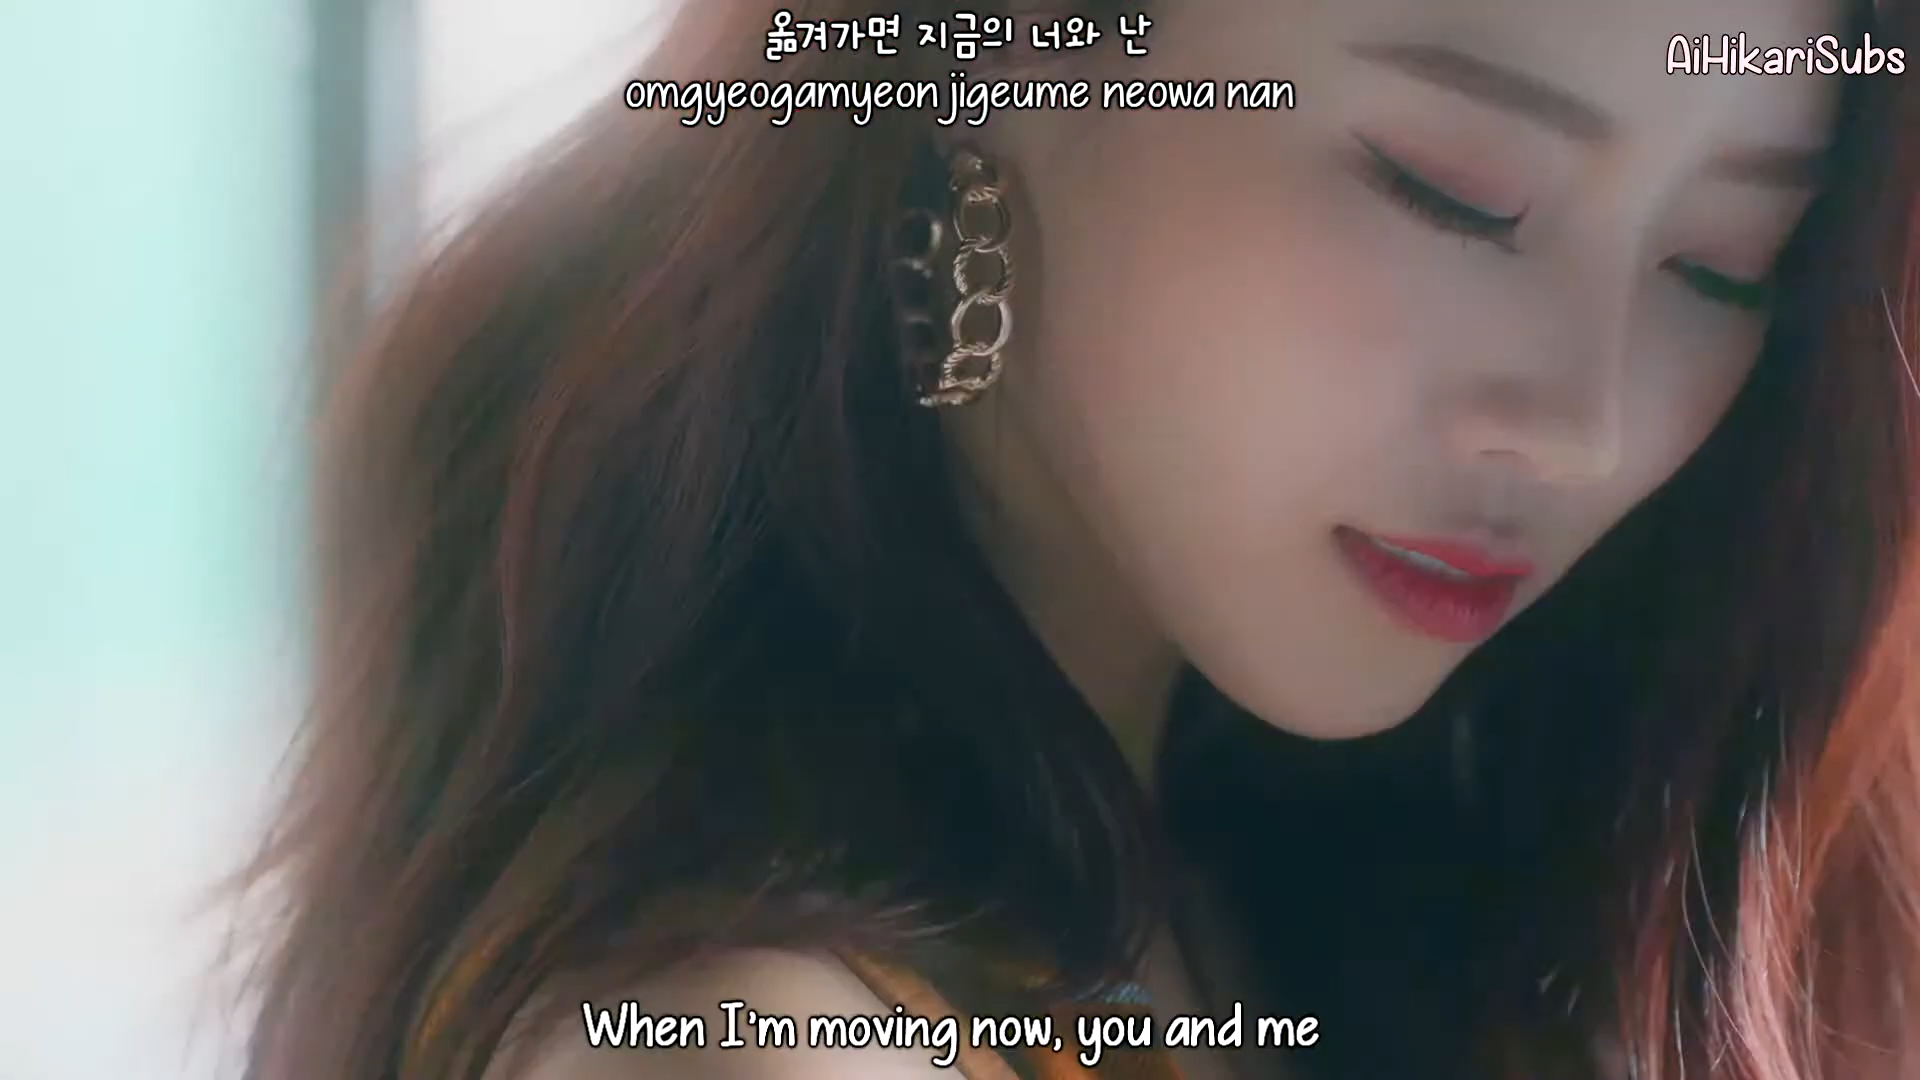 옮겨가면 지금의 너와 난
AiHikariSubs
omgyeogamyeon jigeume neowa nan
When I'm moving now, you and me